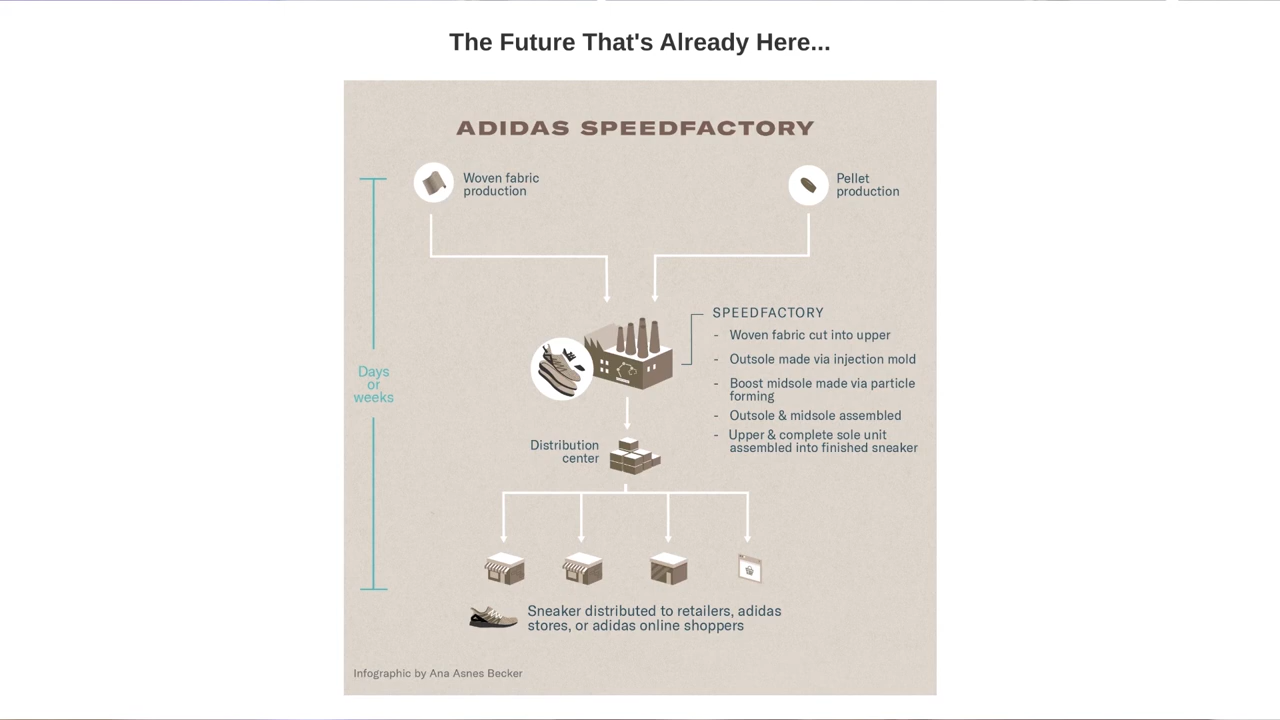 The Future That's Already Here...
ADIDAS SPEEDFACTORY
Woven fabric
production
Pellet
production
Days
or
weeks
SPEEDFACTORY
- Woven fabric cut into upper
- Outsole made via injection mold
- Boost midsole made via particle
forming
- Outsole & midsole assembled
- Upper & complete sole unit
assembled into finished sneaker
Distribution
center
Sneaker distributed to retailers, adidas
stores, or adidas online shoppers
Infographic by Ana Asnes Becker